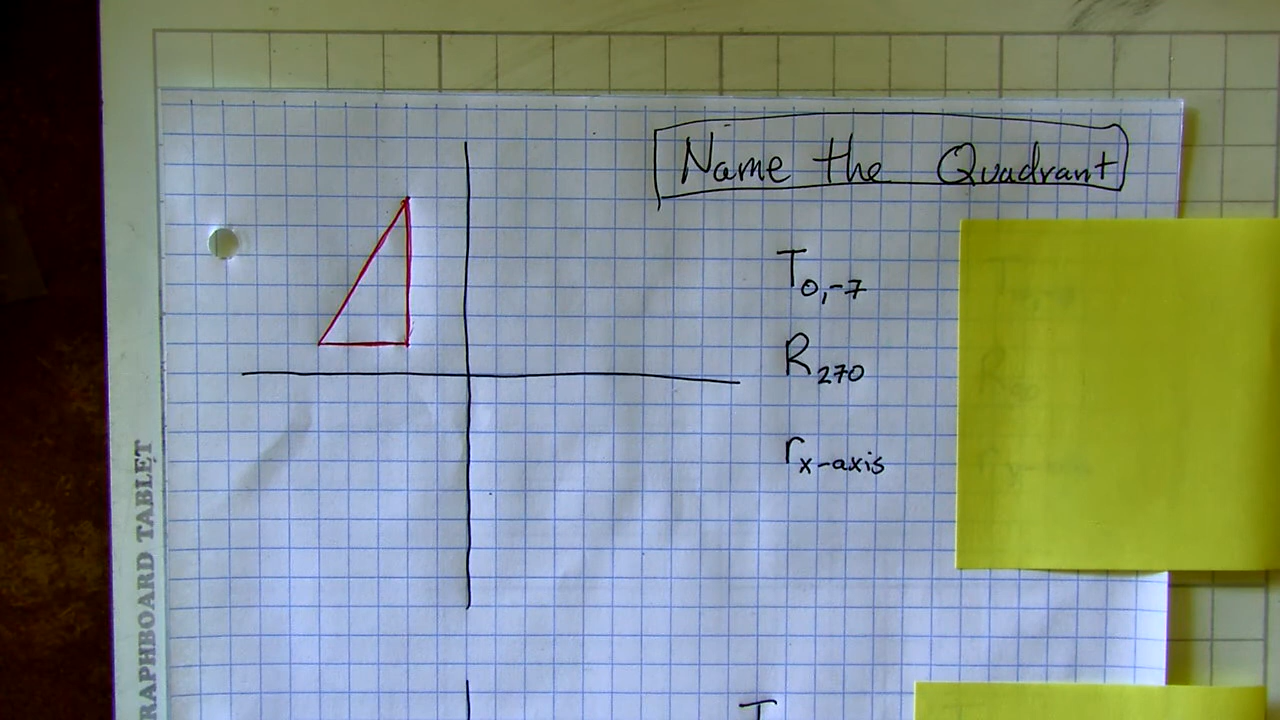 Name the Quadrant
T0,-7
R270
rx-axis
T
GRAPHBOARD TABLET